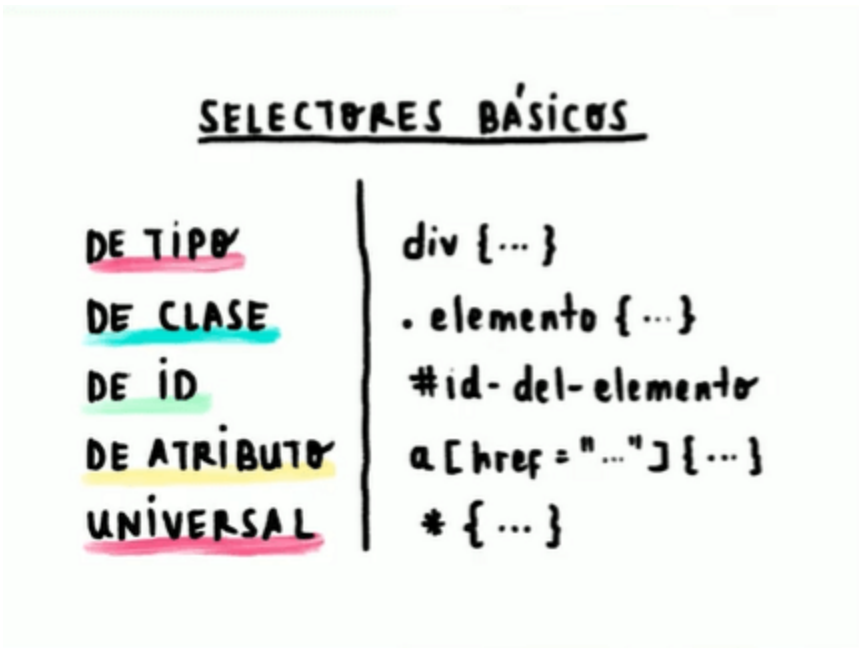 SELECTORES BÁSICOS
DE TIPO div {...}
DE CLASE .elemento {...}
DE ID #id-del-elemento
DE ATRIBUTO a[href="..."]{...}
UNIVERSAL * {...}